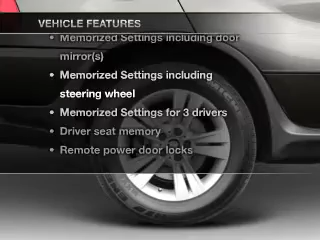 VEHICLE FEATURES
• Memorized Settings including door
mirror(s)
• Memorized Settings including
steering wheel
• Memorized Settings for 3 drivers
• Driver seat memory
• Remote power door locks